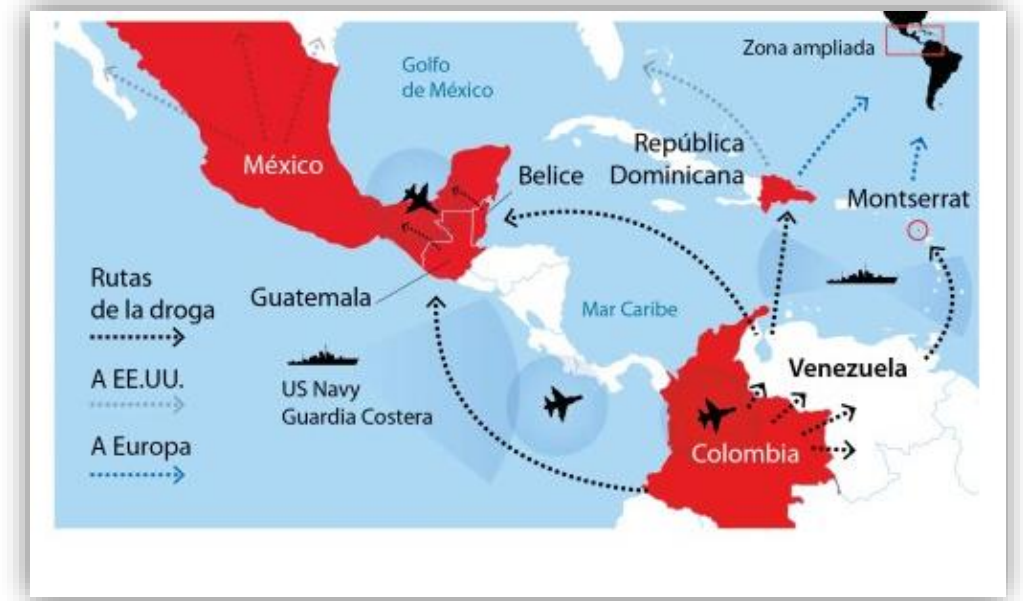 Zona ampliada
Golfo
de México
República
Dominicana
México
Belice
Montserrat
Rutas
de la droga
Guatemala
Mar Caribe
A EE.UU.
US Navy
Guardia Costera
Venezuela
A Europa
Colombia